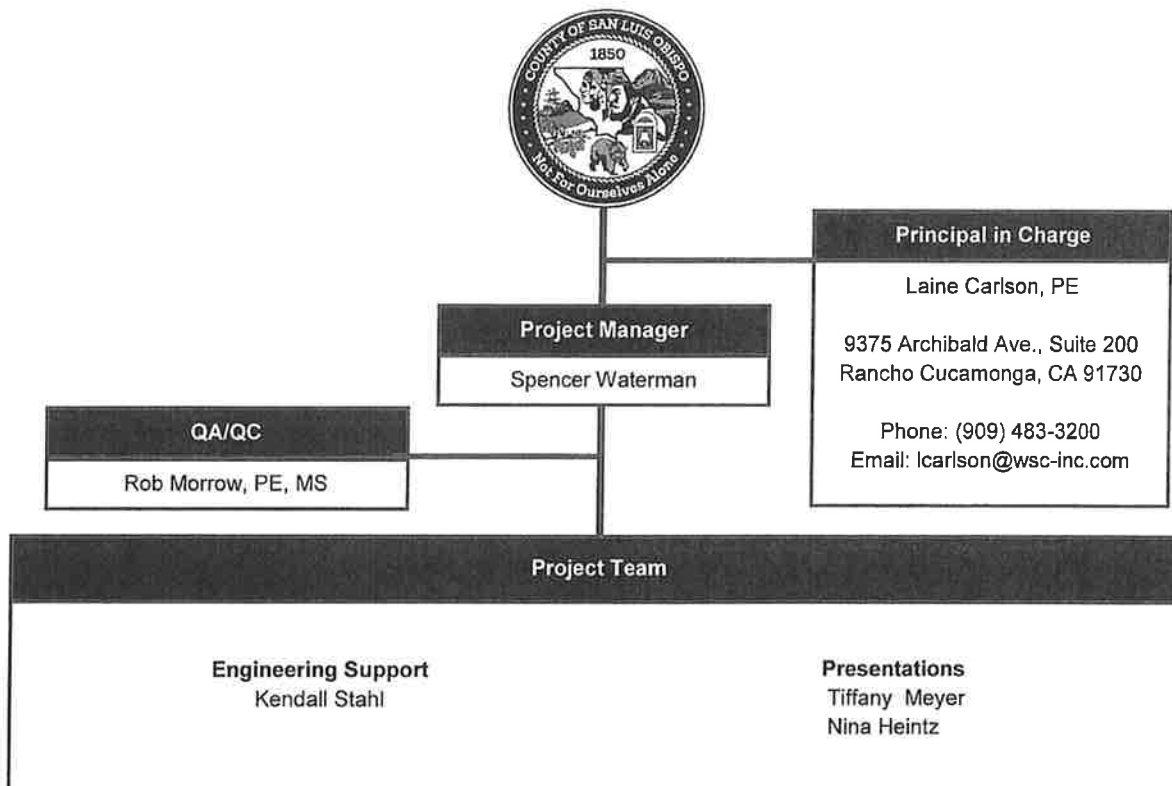 COUNTY OF SAN LUIS OBISPO
1850
Not For Ourselves Alone
Principal in Charge
Laine Carlson, PE
9375 Archibald Ave., Suite 200
Rancho Cucamonga, CA 91730
Phone: (909) 483-3200
Email: lcarlson@wsc-inc.com
Project Manager
Spencer Waterman
QA/QC
Rob Morrow, PE, MS
Project Team
Engineering Support
Kendall Stahl
Presentations
Tiffany Meyer
Nina Heintz